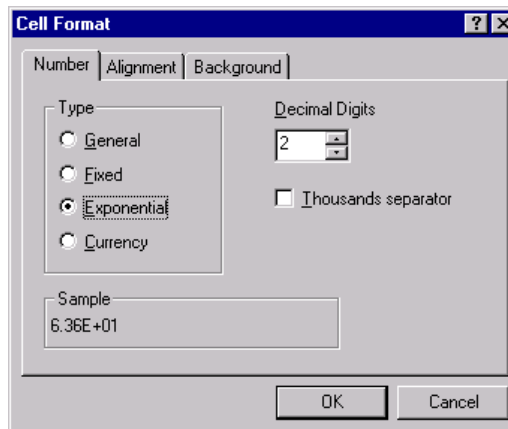 Cell Format
Number Alignment Background
Type
General
Fixed
Exponential
Currency
Decimal Digits
2
Thousands separator
Sample
6.36E+01
OK Cancel